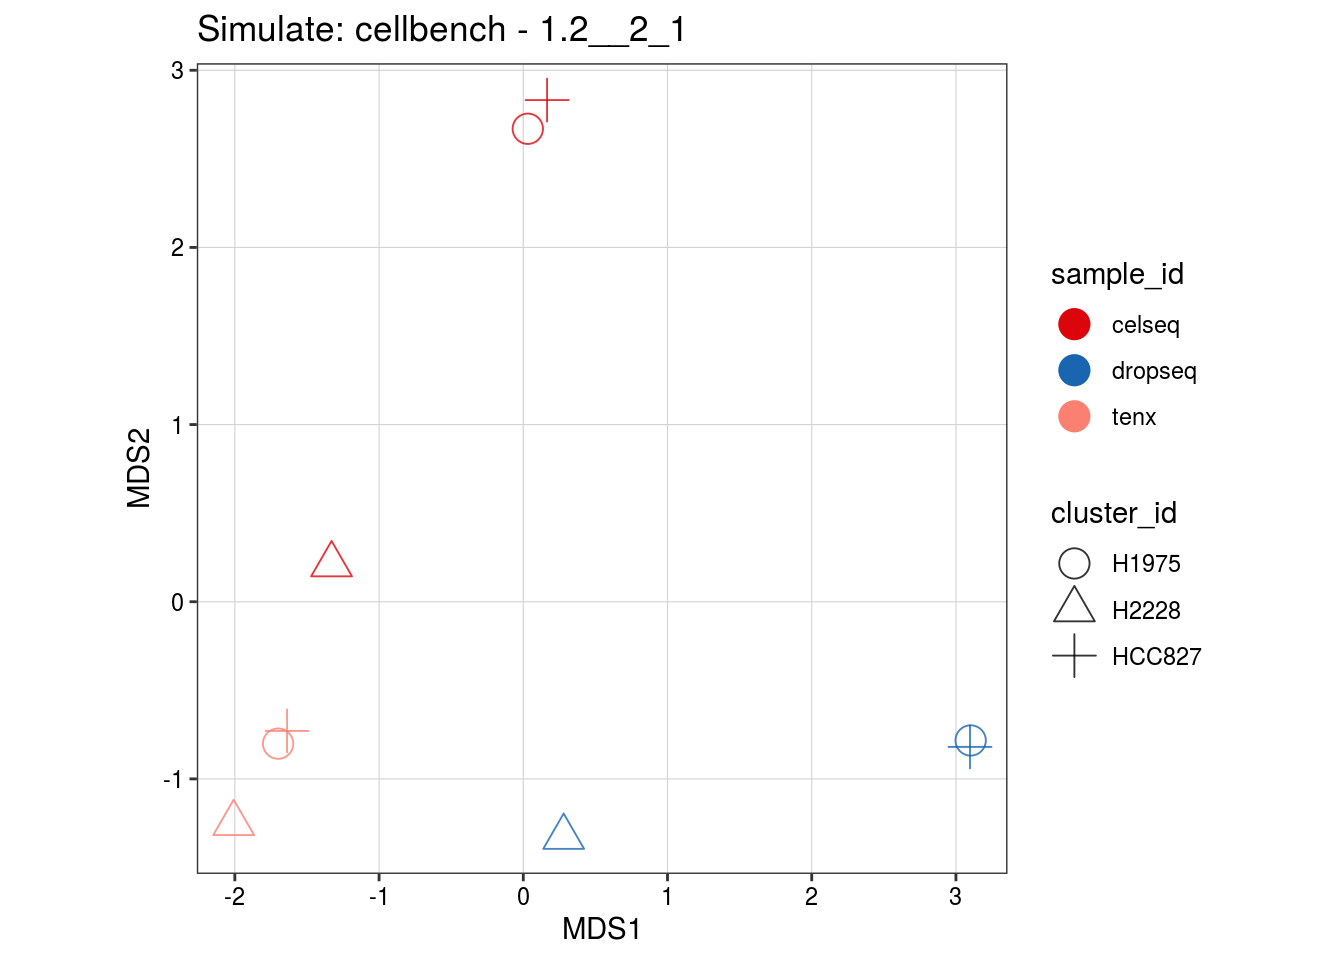 Simulate: cellbench - 1.2__2_1
3
2
1
0
-1
MDS2
-2
-1
0
1
2
3
MDS1
sample_id
celseq
dropseq
tenx
cluster_id
H1975
H2228
HCC827